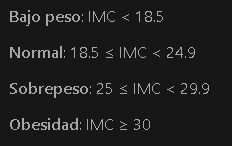 Bajo peso: IMC < 18.5
Normal: 18.5 ≤ IMC < 24.9
Sobrepeso: 25 ≤ IMC < 29.9
Obesidad: IMC ≥ 30